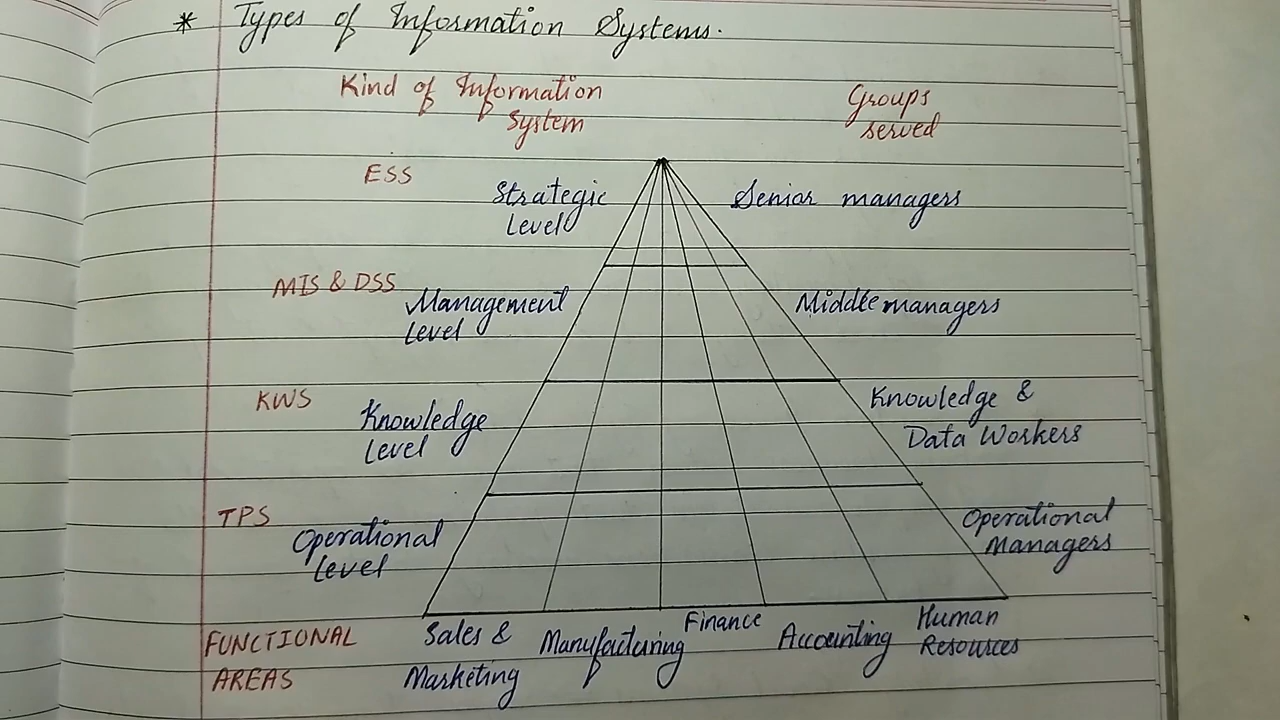 * Types of Information Systems.
Kind of Information
System
Groups
served
ESS
Strategic
Level
Senior managers
MIS & DSS
Management
Level
Middle managers
KWS
Knowledge
Level
Knowledge &
Data Workers
TPS
Operational
Level
Operational
Managers
FUNCTIONAL
AREAS
Sales &
Marketing
Manufacturing
Finance
Accounting
Human
Resources